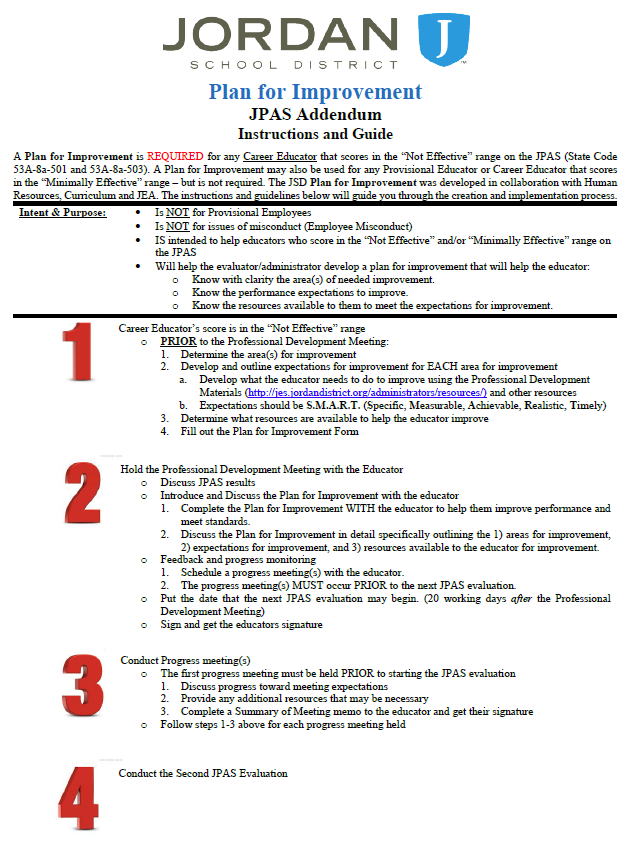 JORDAN J
SCHOOL DISTRICT
Plan for Improvement
JPAS Addendum
Instructions and Guide
A Plan for Improvement is REQUIRED for any Career Educator that scores in the “Not Effective” range on the JPAS (State Code
53A-8a-501 and 53A-8a-503). A Plan for Improvement may also be used for any Provisional Educator or Career Educator that scores
in the “Minimally Effective” range – but is not required. The JSD Plan for Improvement was developed in collaboration with Human
Resources, Curriculum and JEA. The instructions and guidelines below will guide you through the creation and implementation process.
Intent & Purpose:
• Is NOT for Provisional Employees
• Is NOT for issues of misconduct (Employee Misconduct)
• IS intended to help educators who score in the “Not Effective” and/or “Minimally Effective” range on
the JPAS
• Will help the evaluator/administrator develop a plan for improvement that will help the educator:
o Know with clarity the area(s) of needed improvement.
o Know the performance expectations to improve.
o Know the resources available to them to meet the expectations for improvement.
1
Career Educator’s score is in the “Not Effective” range
o PRIOR to the Professional Development Meeting:
1. Determine the area(s) for improvement
2. Develop and outline expectations for improvement for EACH area for improvement
a. Develop what the educator needs to do to improve using the Professional Development
Materials (http://jes.jordandistrict.org/administrators/resources/) and other resources
b. Expectations should be S.M.A.R.T. (Specific, Measurable, Achievable, Realistic, Timely)
3. Determine what resources are available to help the educator improve
4. Fill out the Plan for Improvement Form
2
Hold the Professional Development Meeting with the Educator
o Discuss JPAS results
o Introduce and Discuss the Plan for Improvement with the educator
1. Complete the Plan for Improvement WITH the educator to help them improve performance and
meet standards.
2. Discuss the Plan for Improvement in detail specifically outlining the 1) areas for improvement,
2) expectations for improvement, and 3) resources available to the educator for improvement.
o Feedback and progress monitoring
1. Schedule a progress meeting(s) with the educator.
2. The progress meeting(s) MUST occur PRIOR to the next JPAS evaluation.
o Put the date that the next JPAS evaluation may begin. (20 working days after the Professional
Development Meeting)
o Sign and get the educators signature
3
Conduct Progress meeting(s)
o The first progress meeting must be held PRIOR to starting the JPAS evaluation
1. Discuss progress toward meeting expectations
2. Provide any additional resources that may be necessary
3. Complete a Summary of Meeting memo to the educator and get their signature
o Follow steps 1-3 above for each progress meeting held
4
Conduct the Second JPAS Evaluation